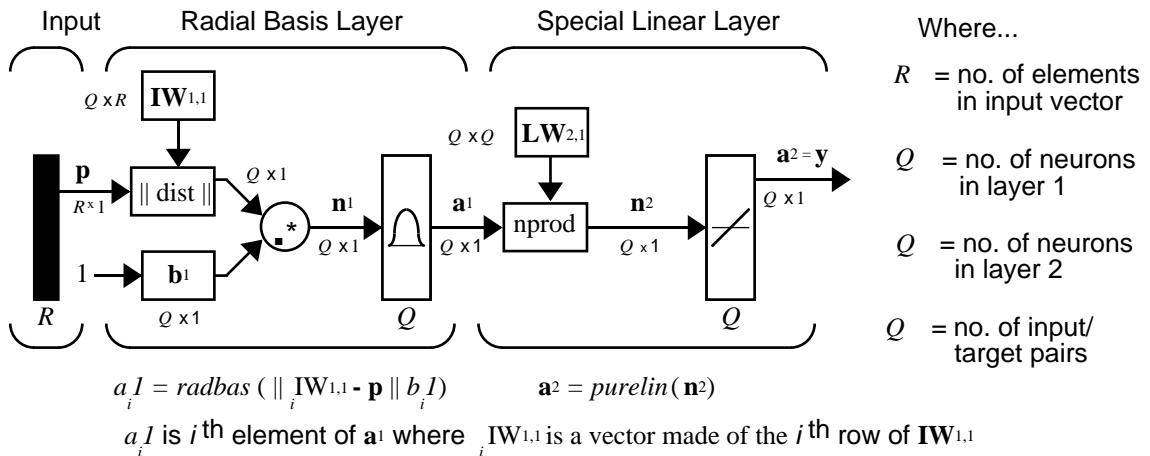 Input Radial Basis Layer Special Linear Layer Where...
R = no. of elements in input vector
Q = no. of neurons in layer 1
Q = no. of neurons in layer 2
Q = no. of input/ target pairs
Q x R IW1,1
Q x Q LW2,1
p || dist || Q x 1 n1 a1 nprod n2 a2 = y
R x 1 .* Q x 1 Q x 1 Q x 1 Q x 1
1 b1
Q x 1
R Q Q
ai1 = radbas ( || iIW1,1 - p || bi1) a2 = purelin ( n2)
ai1 is i th element of a1 where iIW1,1 is a vector made of the i th row of IW1,1